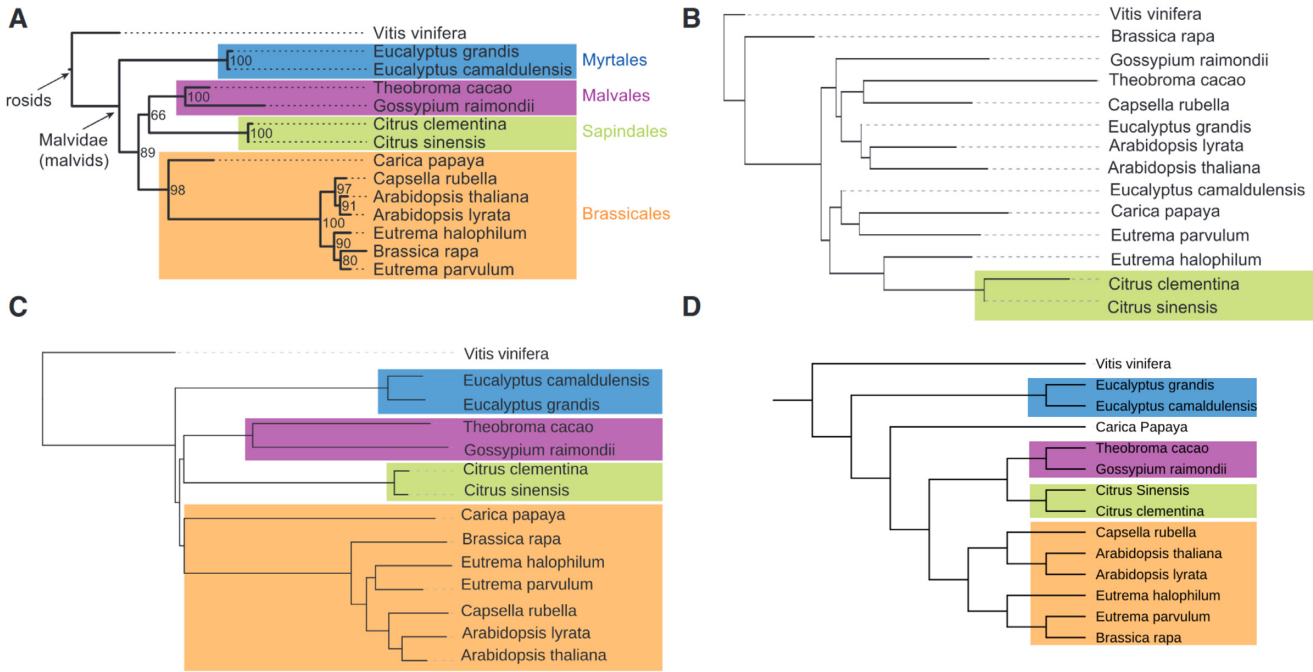 A
Vitis vinifera
Eucalyptus grandis
100
Eucalyptus camaldulensis
Myrtales
rosids
Theobroma cacao
100
Gossypium raimondii
Malvales
66
Malvidae
(malvids)
Citrus clementina
100
Citrus sinensis
Sapindales
89
Carica papaya
98
Capsella rubella
97
Arabidopsis thaliana
91
Arabidopsis lyrata
Brassicales
100
Eutrema halophilum
90
Brassica rapa
80
Eutrema parvulum
B
Vitis vinifera
Brassica rapa
Gossypium raimondii
Theobroma cacao
Capsella rubella
Eucalyptus grandis
Arabidopsis lyrata
Arabidopsis thaliana
Eucalyptus camaldulensis
Carica papaya
Eutrema parvulum
Eutrema halophilum
Citrus clementina
Citrus sinensis
C
Vitis vinifera
Eucalyptus camaldulensis
Eucalyptus grandis
Theobroma cacao
Gossypium raimondii
Citrus clementina
Citrus sinensis
Carica papaya
Brassica rapa
Eutrema halophilum
Eutrema parvulum
Capsella rubella
Arabidopsis lyrata
Arabidopsis thaliana
D
Vitis vinifera
Eucalyptus grandis
Eucalyptus camaldulensis
Carica Papaya
Theobroma cacao
Gossypium raimondii
Citrus Sinensis
Citrus clementina
Capsella rubella
Arabidopsis thaliana
Arabidopsis lyrata
Eutrema halophilum
Eutrema parvulum
Brassica rapa